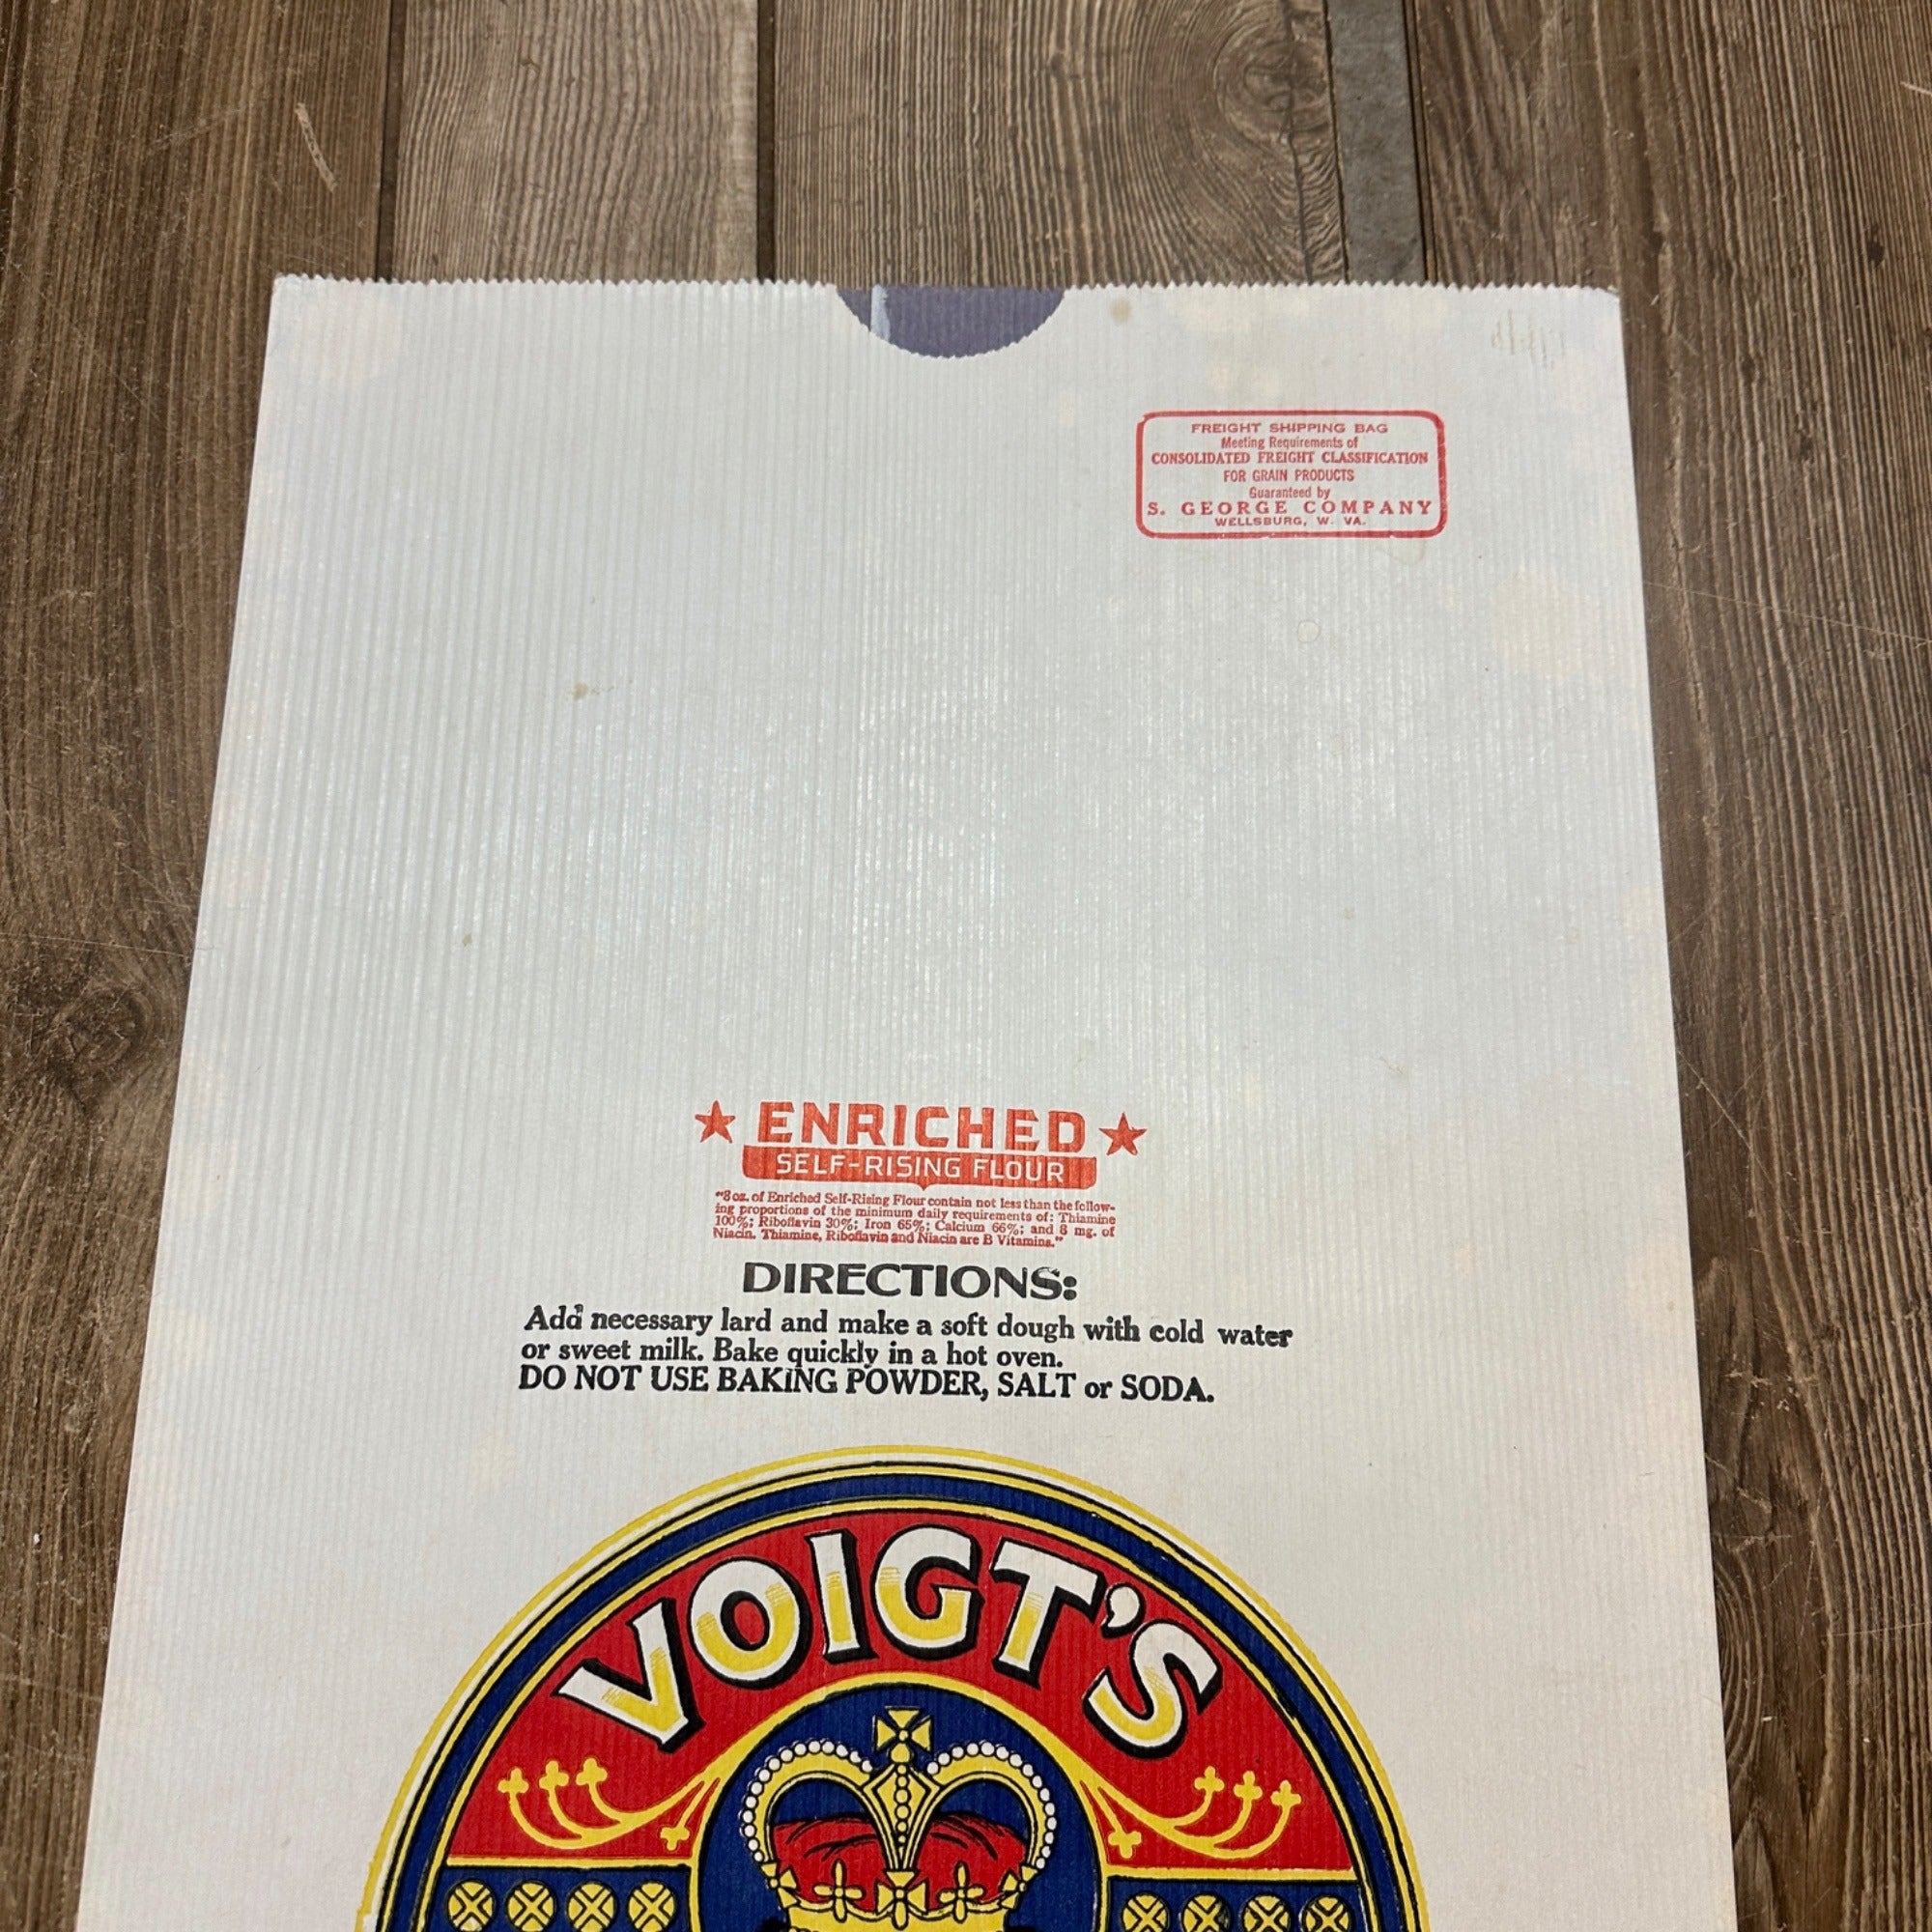 FREIGHT SHIPPING BAG
Meeting Requirements of
CONSOLIDATED FREIGHT CLASSIFICATION
FOR GRAIN PRODUCTS
Guaranteed by
S. GEORGE COMPANY
WELLSBURG, W. VA.
ENRICHED
SELF-RISING FLOUR
"8 oz. of Enriched Self-Rising Flour contain not less than the follow-
ing proportions of the minimum daily requirements of: Thiamine
100%; Riboflavin 30%; Iron 65%; Calcium 66%; and 8 mg. of
Niacin. Thiamine, Riboflavin and Niacin are B Vitamins."
DIRECTIONS:
Add necessary lard and make a soft dough with cold water
or sweet milk. Bake quickly in a hot oven.
DO NOT USE BAKING POWDER, SALT or SODA.
VOIGT'S